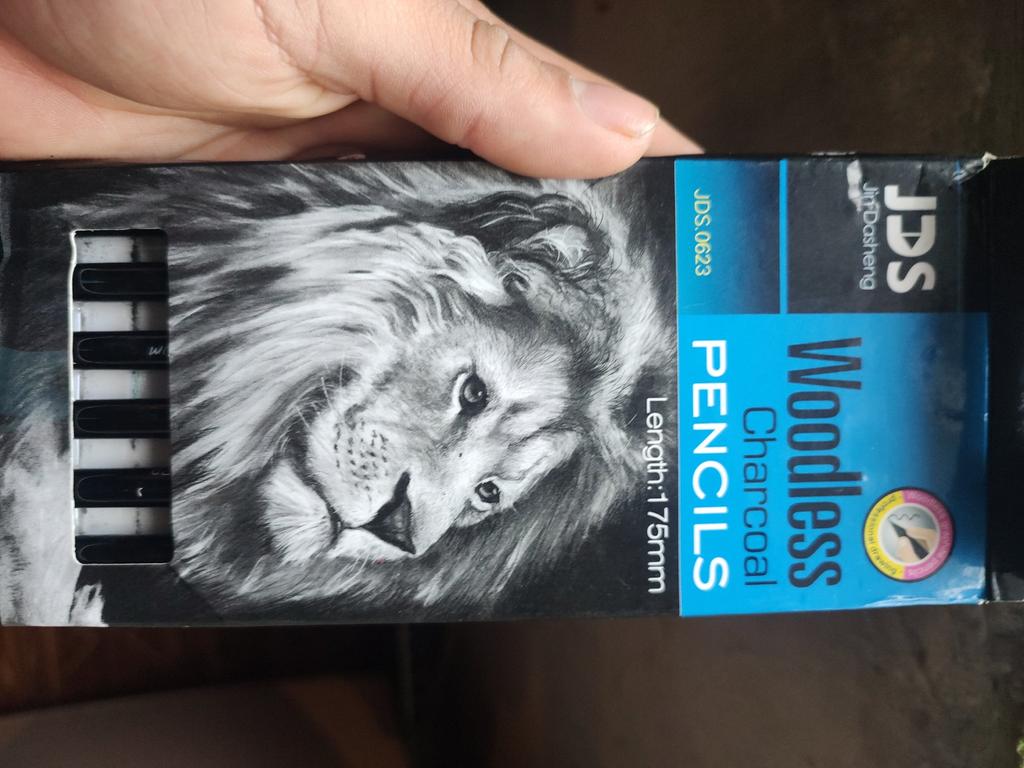 JDS
JinDasheng
Woodless
Charcoal
PENCILS
JDS.0623
Length:175mm